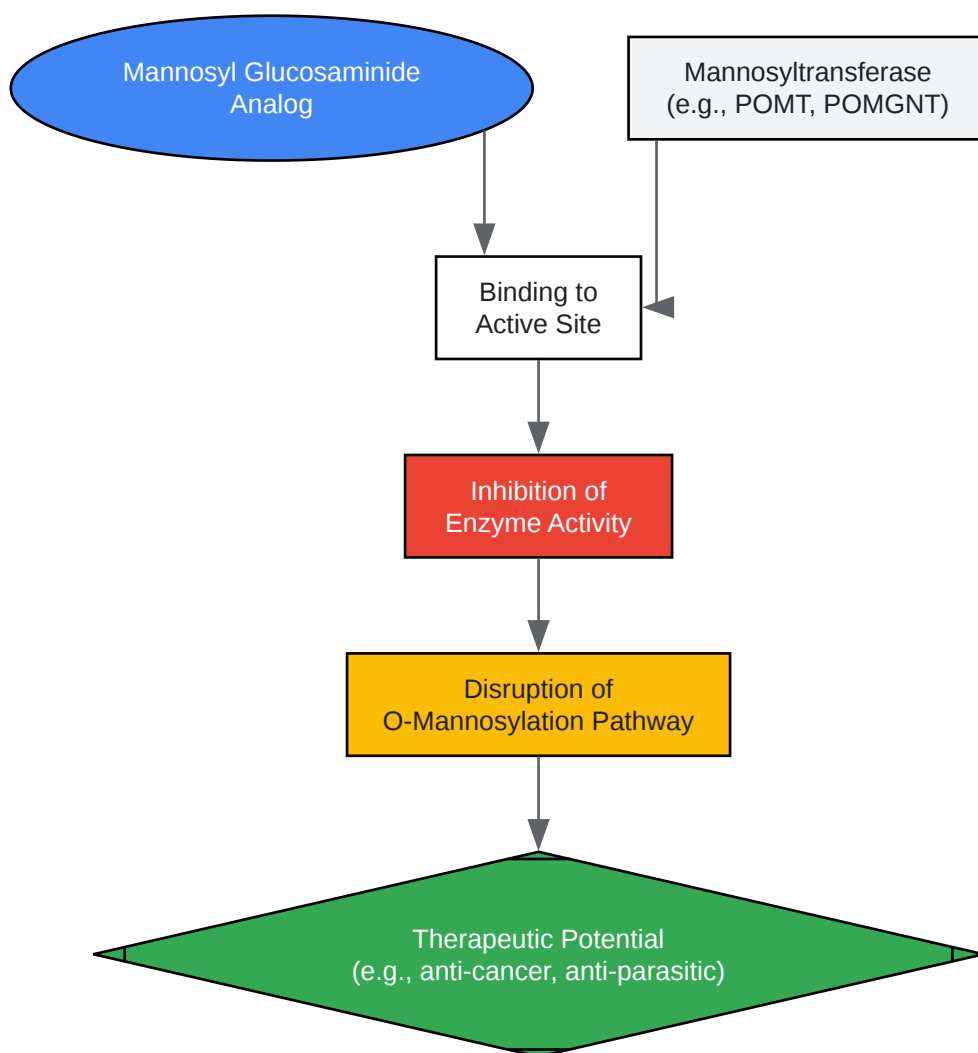 Mannosyl Glucosaminide
Analog
Mannosyltransferase
(e.g., POMT, POMGNT)
Binding to
Active Site
Inhibition of
Enzyme Activity
Disruption of
O-Mannosylation Pathway
Therapeutic Potential
(e.g., anti-cancer, anti-parasitic)